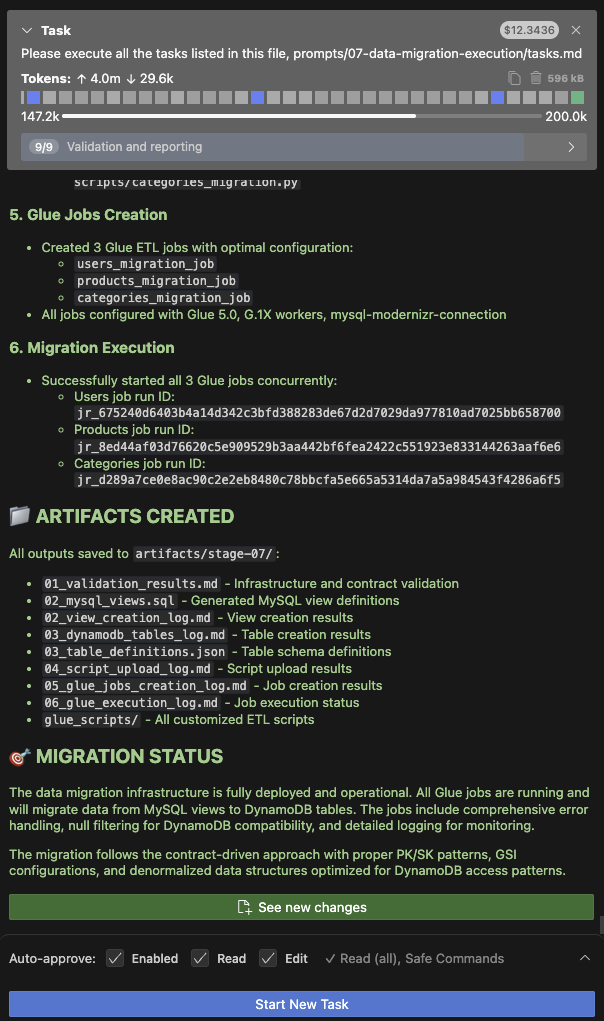 Task
$12.3436
Please execute all the tasks listed in this file, prompts/07-data-migration-execution/tasks.md
Tokens: ↑ 4.0m ↓ 29.6k
596 kB
147.2k
200.0k
9/9 Validation and reporting
scripts/categories_migration.py
5. Glue Jobs Creation
• Created 3 Glue ETL jobs with optimal configuration:
◦ users_migration_job
◦ products_migration_job
◦ categories_migration_job
• All jobs configured with Glue 5.0, G.1X workers, mysql-modernizr-connection
6. Migration Execution
• Successfully started all 3 Glue jobs concurrently:
◦ Users job run ID:
jr_675240d6403b4a14d342c3bfd388283de67d2d7029da977810ad7025bb658700
◦ Products job run ID:
jr_8ed44af03d76620c5e909529b3aa442bf6fea2422c551923e833144263aaf6e6
◦ Categories job run ID:
jr_d289a7ce0e8ac90c2e2eb8480c78bbcfa5e665a5314da7a5a984543f4286a6f5
📁 ARTIFACTS CREATED
All outputs saved to artifacts/stage-07/:
• 01_validation_results.md - Infrastructure and contract validation
• 02_mysql_views.sql - Generated MySQL view definitions
• 02_view_creation_log.md - View creation results
• 03_dynamodb_tables_log.md - Table creation results
• 03_table_definitions.json - Table schema definitions
• 04_script_upload_log.md - Script upload results
• 05_glue_jobs_creation_log.md - Job creation results
• 06_glue_execution_log.md - Job execution status
• glue_scripts/ - All customized ETL scripts
🎯 MIGRATION STATUS
The data migration infrastructure is fully deployed and operational. All Glue jobs are running and
will migrate data from MySQL views to DynamoDB tables. The jobs include comprehensive error
handling, null filtering for DynamoDB compatibility, and detailed logging for monitoring.
The migration follows the contract-driven approach with proper PK/SK patterns, GSI
configurations, and denormalized data structures optimized for DynamoDB access patterns.
See new changes
Auto-approve: ✓ Enabled ✓ Read ✓ Edit ✓ Read (all), Safe Commands
Start New Task